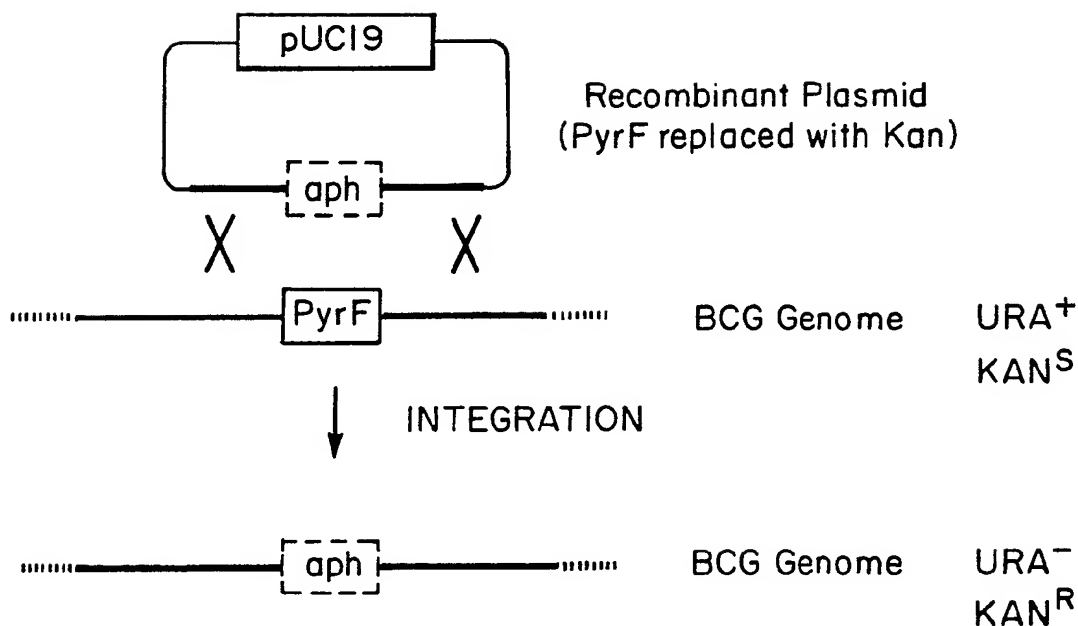 pUC19
Recombinant Plasmid
(PyrF replaced with Kan)
aph
PyrF
BCG Genome
URA⁺
KANˢ
INTEGRATION
aph
BCG Genome
URA⁻
KANᴿ